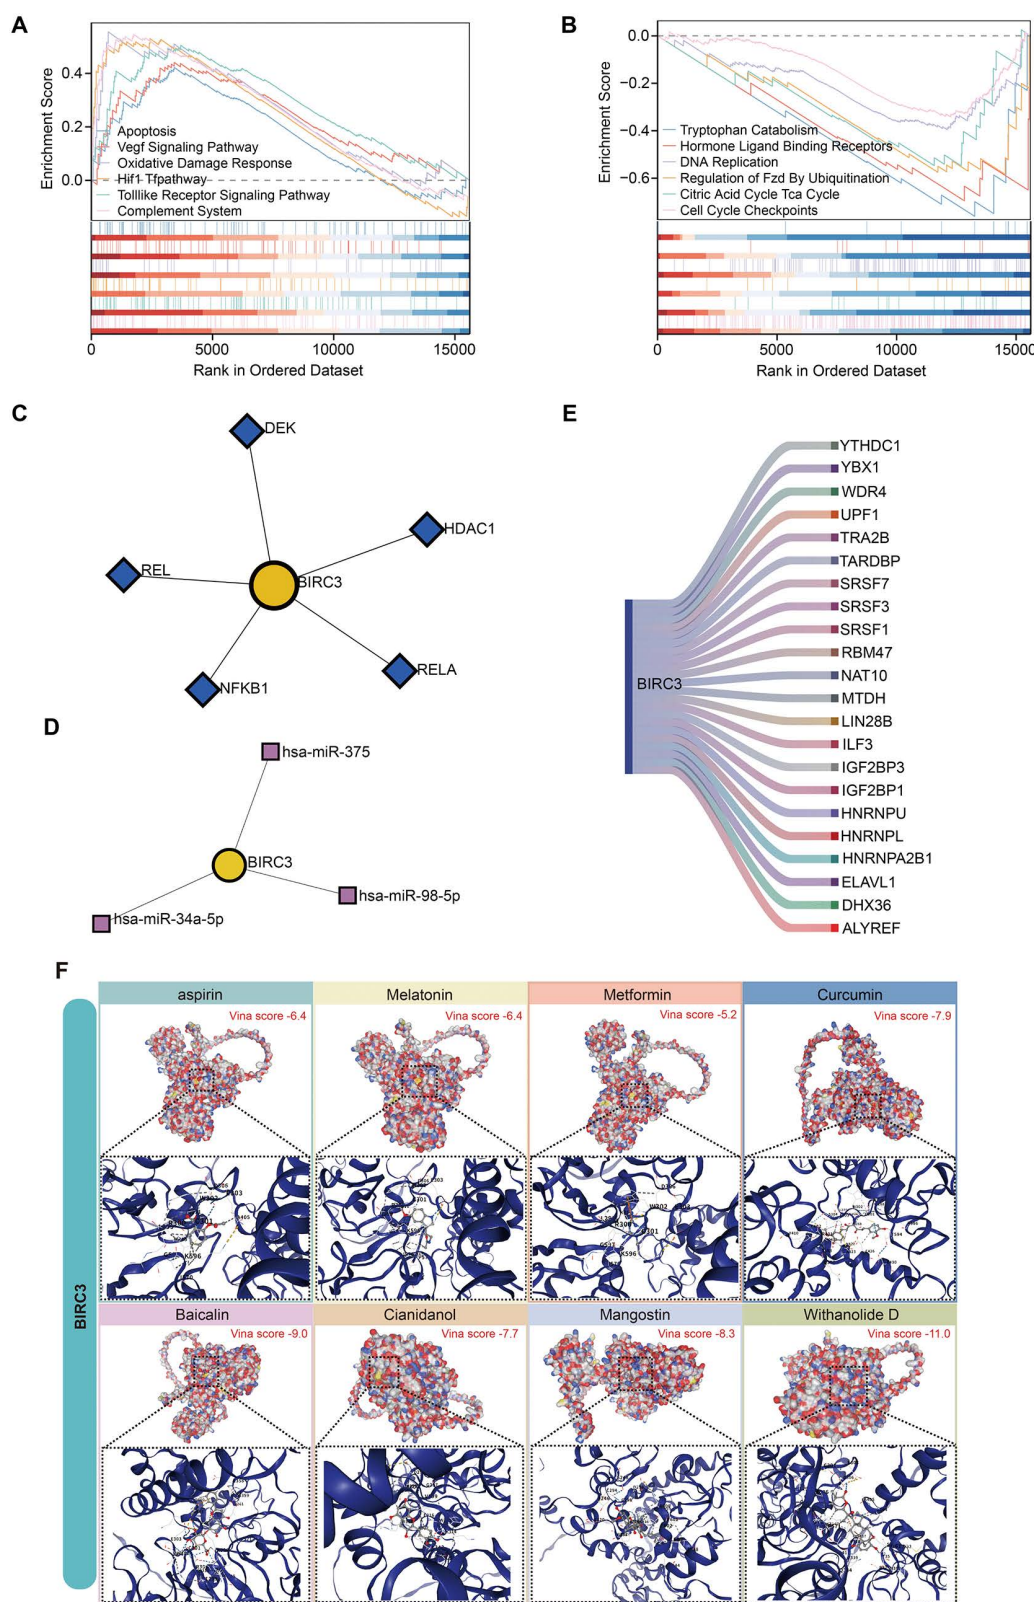 A
Enrichment Score
0.4
0.2
0.0
Apoptosis
Vegf Signaling Pathway
Oxidative Damage Response
Hif1 Tfpathway
Tolllike Receptor Signaling Pathway
Complement System
0 5000 10000 15000
Rank in Ordered Dataset
B
Enrichment Score
0.0
−0.2
−0.4
−0.6
Tryptophan Catabolism
Hormone Ligand Binding Receptors
DNA Replication
Regulation of Fzd By Ubiquitination
Citric Acid Cycle Tca Cycle
Cell Cycle Checkpoints
0 5000 10000 15000
Rank in Ordered Dataset
C
DEK
HDAC1
REL
BIRC3
RELA
NFKB1
D
hsa-miR-375
BIRC3
hsa-miR-98-5p
hsa-miR-34a-5p
E
BIRC3
YTHDC1
YBX1
WDR4
UPF1
TRA2B
TARDBP
SRSF7
SRSF3
SRSF1
RBM47
NAT10
MTDH
LIN28B
ILF3
IGF2BP3
IGF2BP1
HNRNPU
HNRNPL
HNRNPA2B1
ELAVL1
DHX36
ALYREF
F
BIRC3
aspirin
Vina score -6.4
Melatonin
Vina score -6.4
Metformin
Vina score -5.2
Curcumin
Vina score -7.9
Baicalin
Vina score -9.0
Cianidanol
Vina score -7.7
Mangostin
Vina score -8.3
Withanolide D
Vina score -11.0